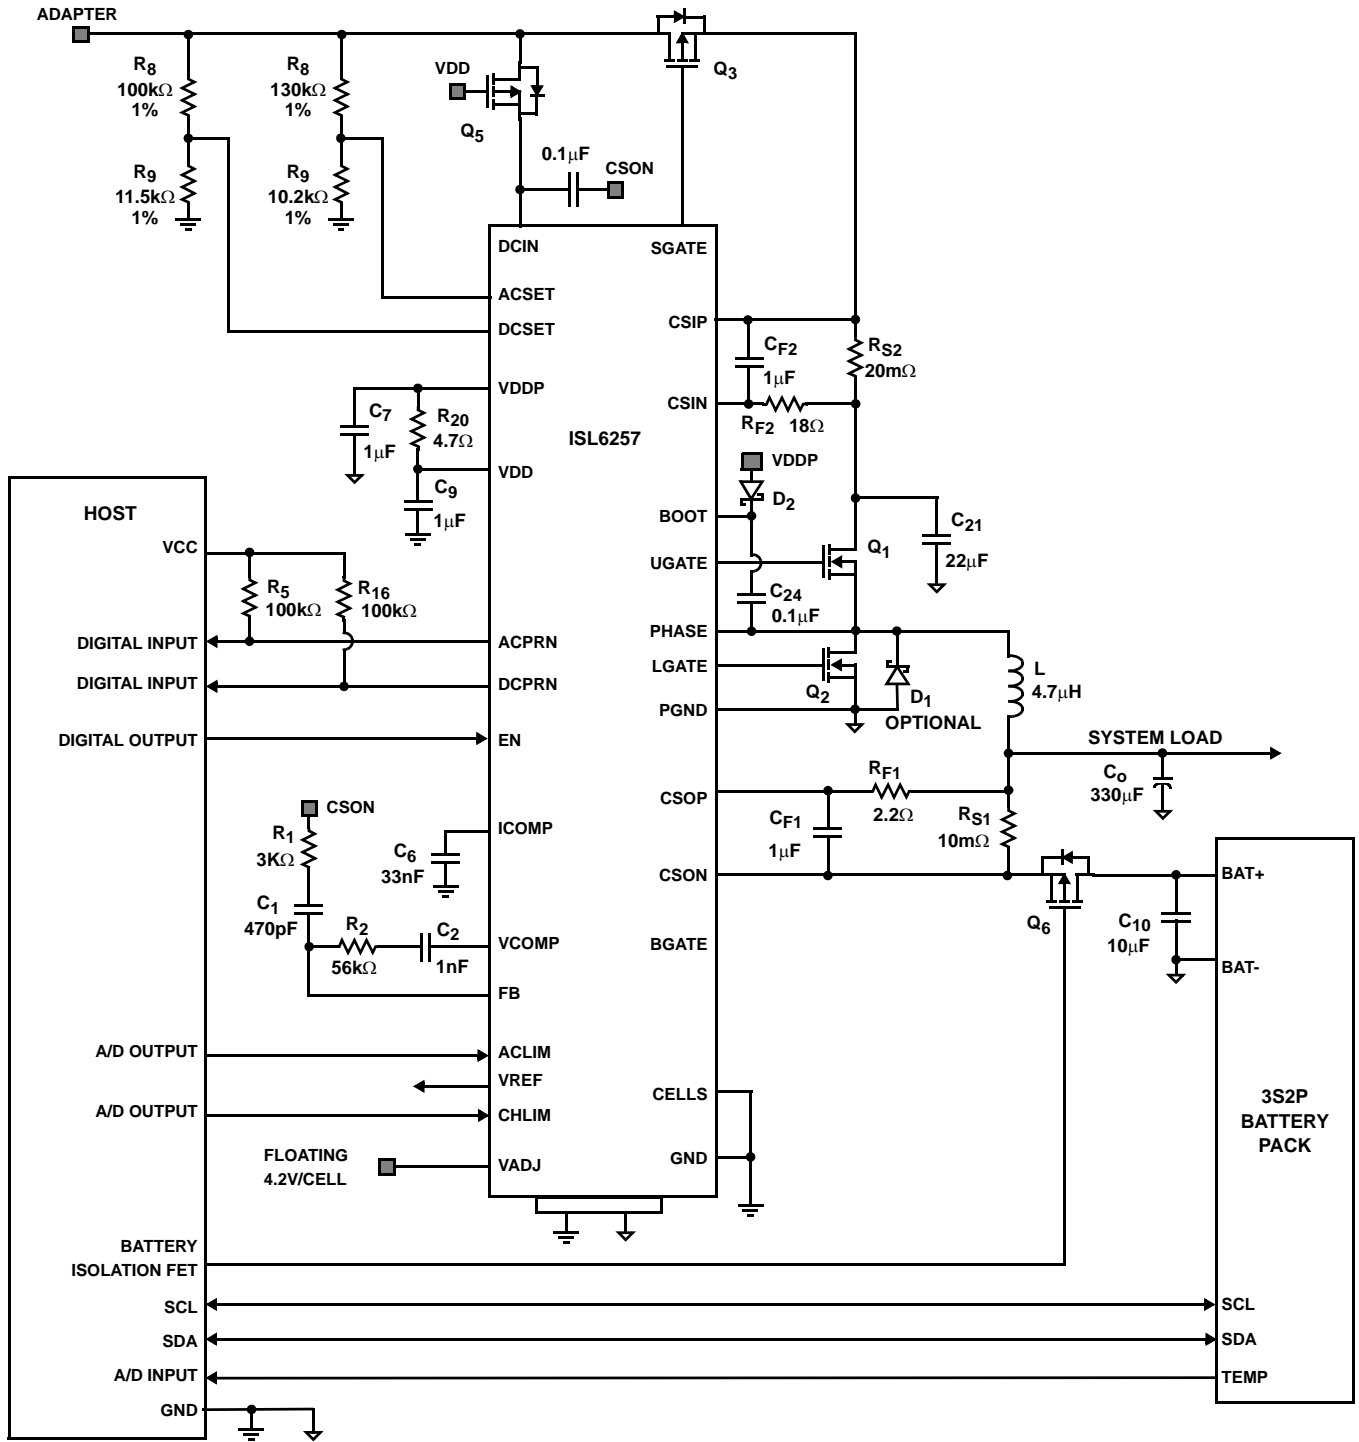 ADAPTER
R8
100kΩ
1%
R8
130kΩ
1%
VDD
Q5
Q3
R9
11.5kΩ
1%
R9
10.2kΩ
1%
0.1µF
CSON
DCIN
SGATE
ACSET
DCSET
CSIP
CF2
1µF
RS2
20mΩ
VDDP
C7
1µF
R20
4.7Ω
CSIN
RF2
18Ω
ISL6257
VDD
C9
1µF
VDDP
D2
BOOT
C21
22µF
HOST
VCC
UGATE
Q1
R5
100kΩ
R16
100kΩ
C24
0.1µF
DIGITAL INPUT
ACPRN
PHASE
LGATE
Q2
L
4.7µH
DIGITAL INPUT
DCPRN
PGND
D1
OPTIONAL
DIGITAL OUTPUT
EN
SYSTEM LOAD
RF1
2.2Ω
Co
330µF
CSOP
CSON
R1
3KΩ
ICOMP
C6
33nF
CF1
1µF
RS1
10mΩ
CSON
BAT+
C1
470pF
R2
56kΩ
C2
1nF
VCOMP
BGATE
Q6
C10
10µF
BAT-
FB
A/D OUTPUT
ACLIM
VREF
A/D OUTPUT
CHLIM
CELLS
3S2P
BATTERY
PACK
FLOATING
4.2V/CELL
VADJ
GND
BATTERY
ISOLATION FET
SCL
SCL
SDA
SDA
A/D INPUT
TEMP
GND